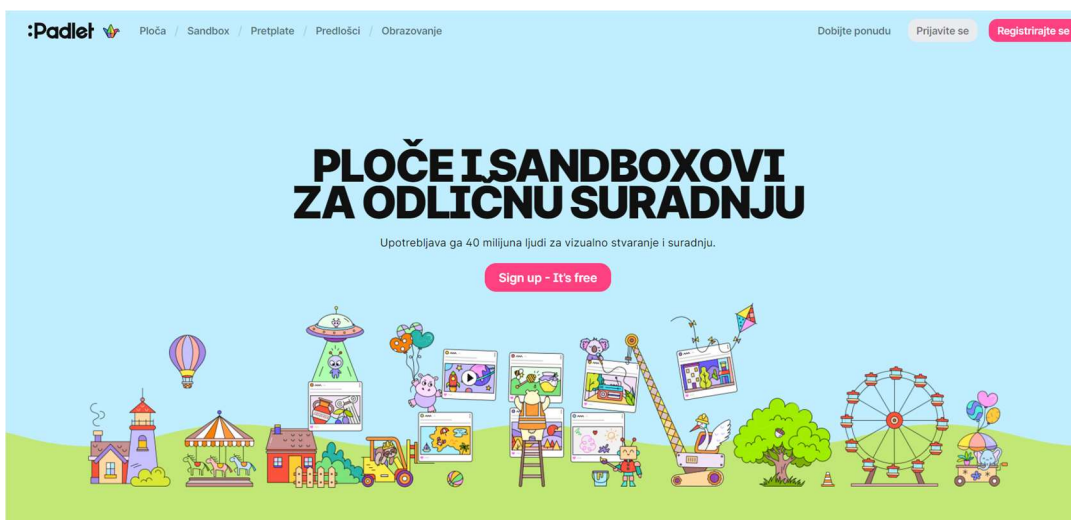 :Padlet
Ploča / Sandbox / Pretplate / Predlošci / Obrazovanje
Dobijte ponudu
Prijavite se
Registrirajte se
PLOČE I SANDBOXOVI
ZA ODLIČNU SURADNJU
Upotrebljava ga 40 milijuna ljudi za vizualno stvaranje i suradnju.
Sign up - It's free